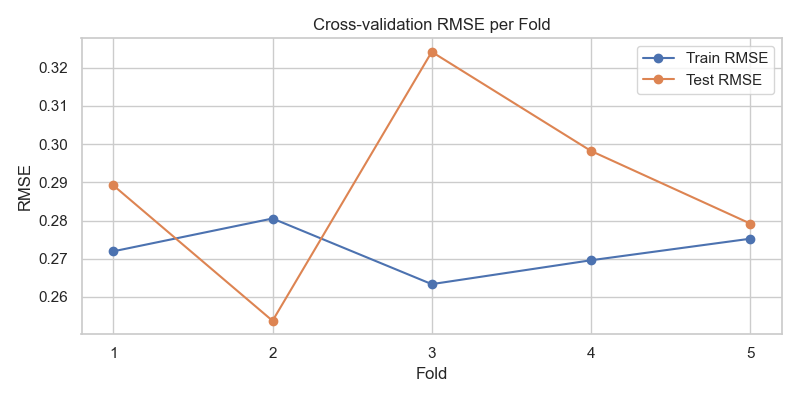 Cross-validation RMSE per Fold
Train RMSE
Test RMSE
RMSE
0.32
0.31
0.30
0.29
0.28
0.27
0.26
1 2 3 4 5
Fold